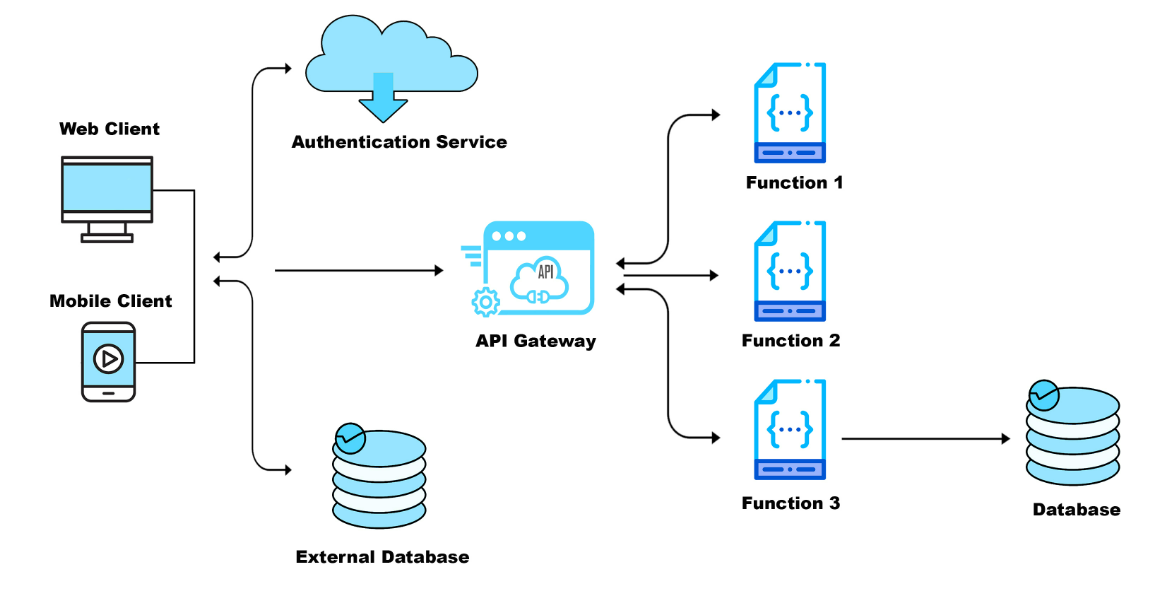 Web Client
Authentication Service
Mobile Client
API
API Gateway
Function 1
Function 2
Function 3
External Database
Database